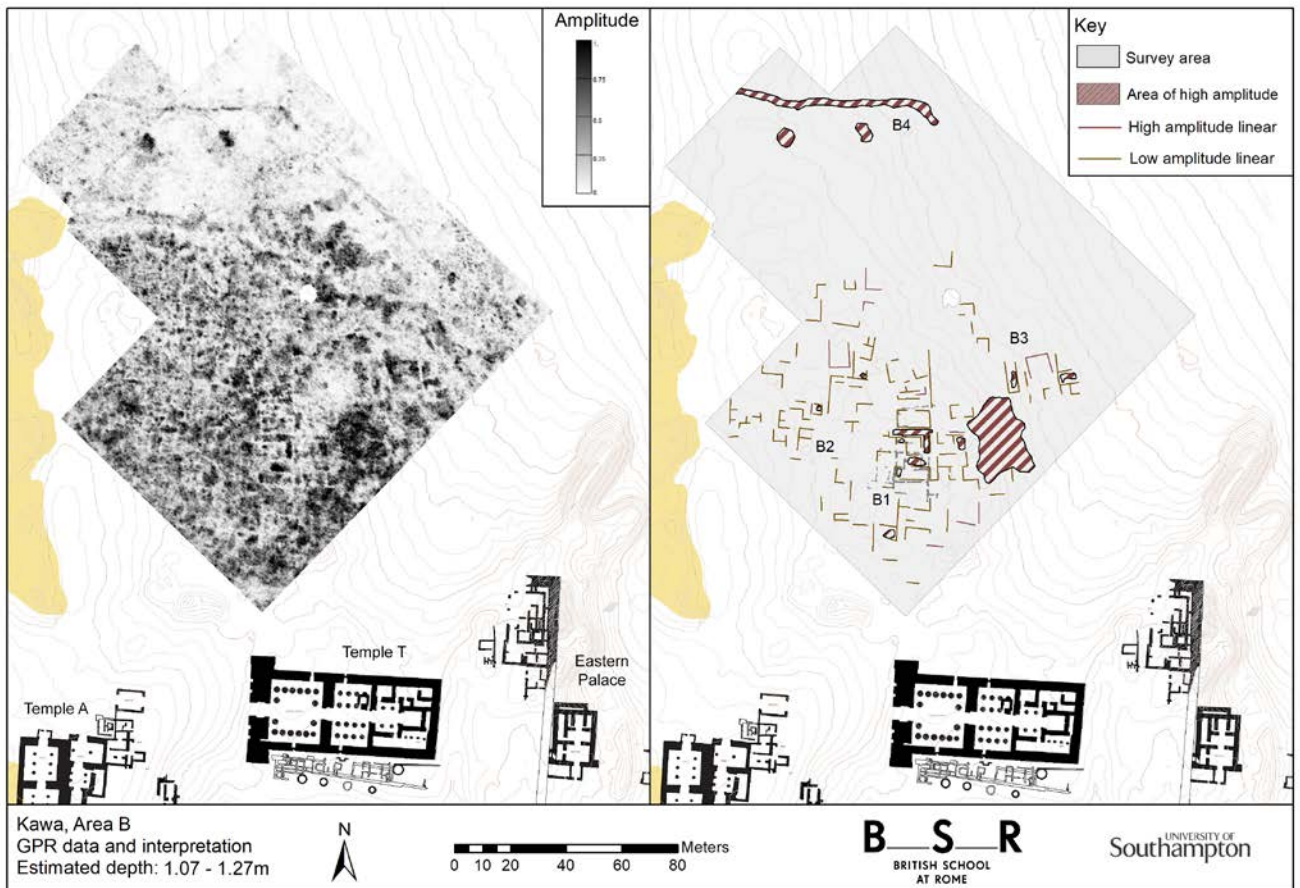 Amplitude
1.
0.75
0.5
0.25
0.
Temple A
Temple T
Eastern
Palace
Key
Survey area
Area of high amplitude
High amplitude linear
Low amplitude linear
B4
B3
B2
B1
Kawa, Area B
GPR data and interpretation
Estimated depth: 1.07 - 1.27m
N
0 10 20 40 60 80 Meters
B__S__R
BRITISH SCHOOL
AT ROME
UNIVERSITY OF
Southampton